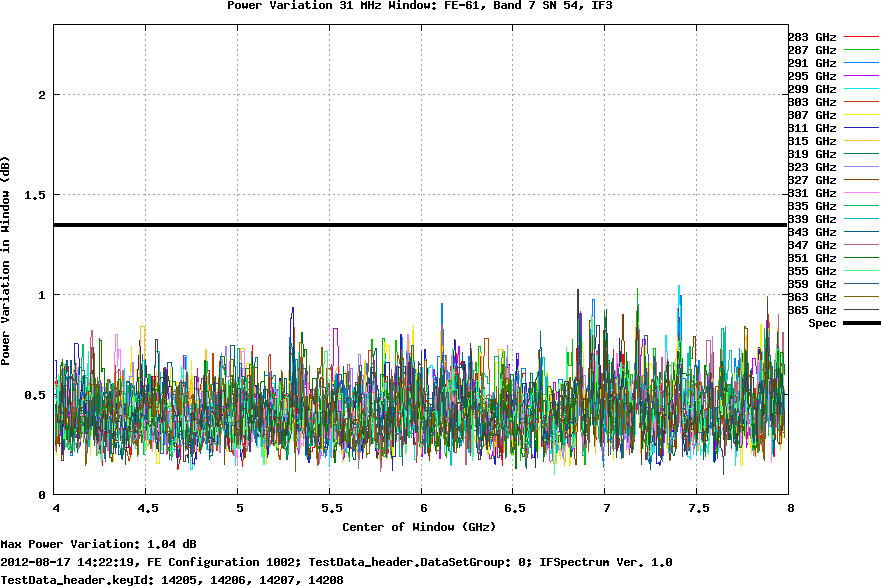 Power Variation 31 MHz Window: FE-61, Band 7 SN 54, IF3
Power Variation in Window (dB)
2
1.5
1
0.5
0
4
4.5
5
5.5
6
6.5
7
7.5
8
Center of Window (GHz)
283 GHz
287 GHz
291 GHz
295 GHz
299 GHz
303 GHz
307 GHz
311 GHz
315 GHz
319 GHz
323 GHz
327 GHz
331 GHz
335 GHz
339 GHz
343 GHz
347 GHz
351 GHz
355 GHz
359 GHz
363 GHz
365 GHz
Spec
Max Power Variation: 1.04 dB
2012-08-17 14:22:19, FE Configuration 1002; TestData_header.DataSetGroup: 0; IFSpectrum Ver. 1.0
TestData_header.keyId: 14205, 14206, 14207, 14208